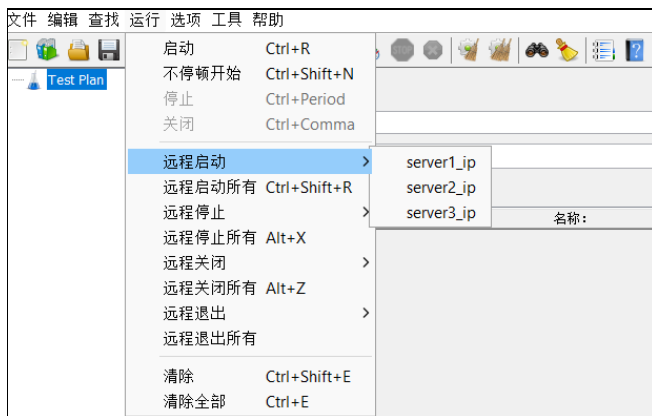 文件 编辑 查找 运行 选项 工具 帮助
STOP
Test Plan
启动 Ctrl+R
不停顿开始 Ctrl+Shift+N
停止 Ctrl+Period
关闭 Ctrl+Comma
远程启动
server1_ip
远程启动所有 Ctrl+Shift+R
server2_ip
远程停止
server3_ip
名称：
远程停止所有 Alt+X
远程关闭
远程关闭所有 Alt+Z
远程退出
远程退出所有
清除 Ctrl+Shift+E
清除全部 Ctrl+E